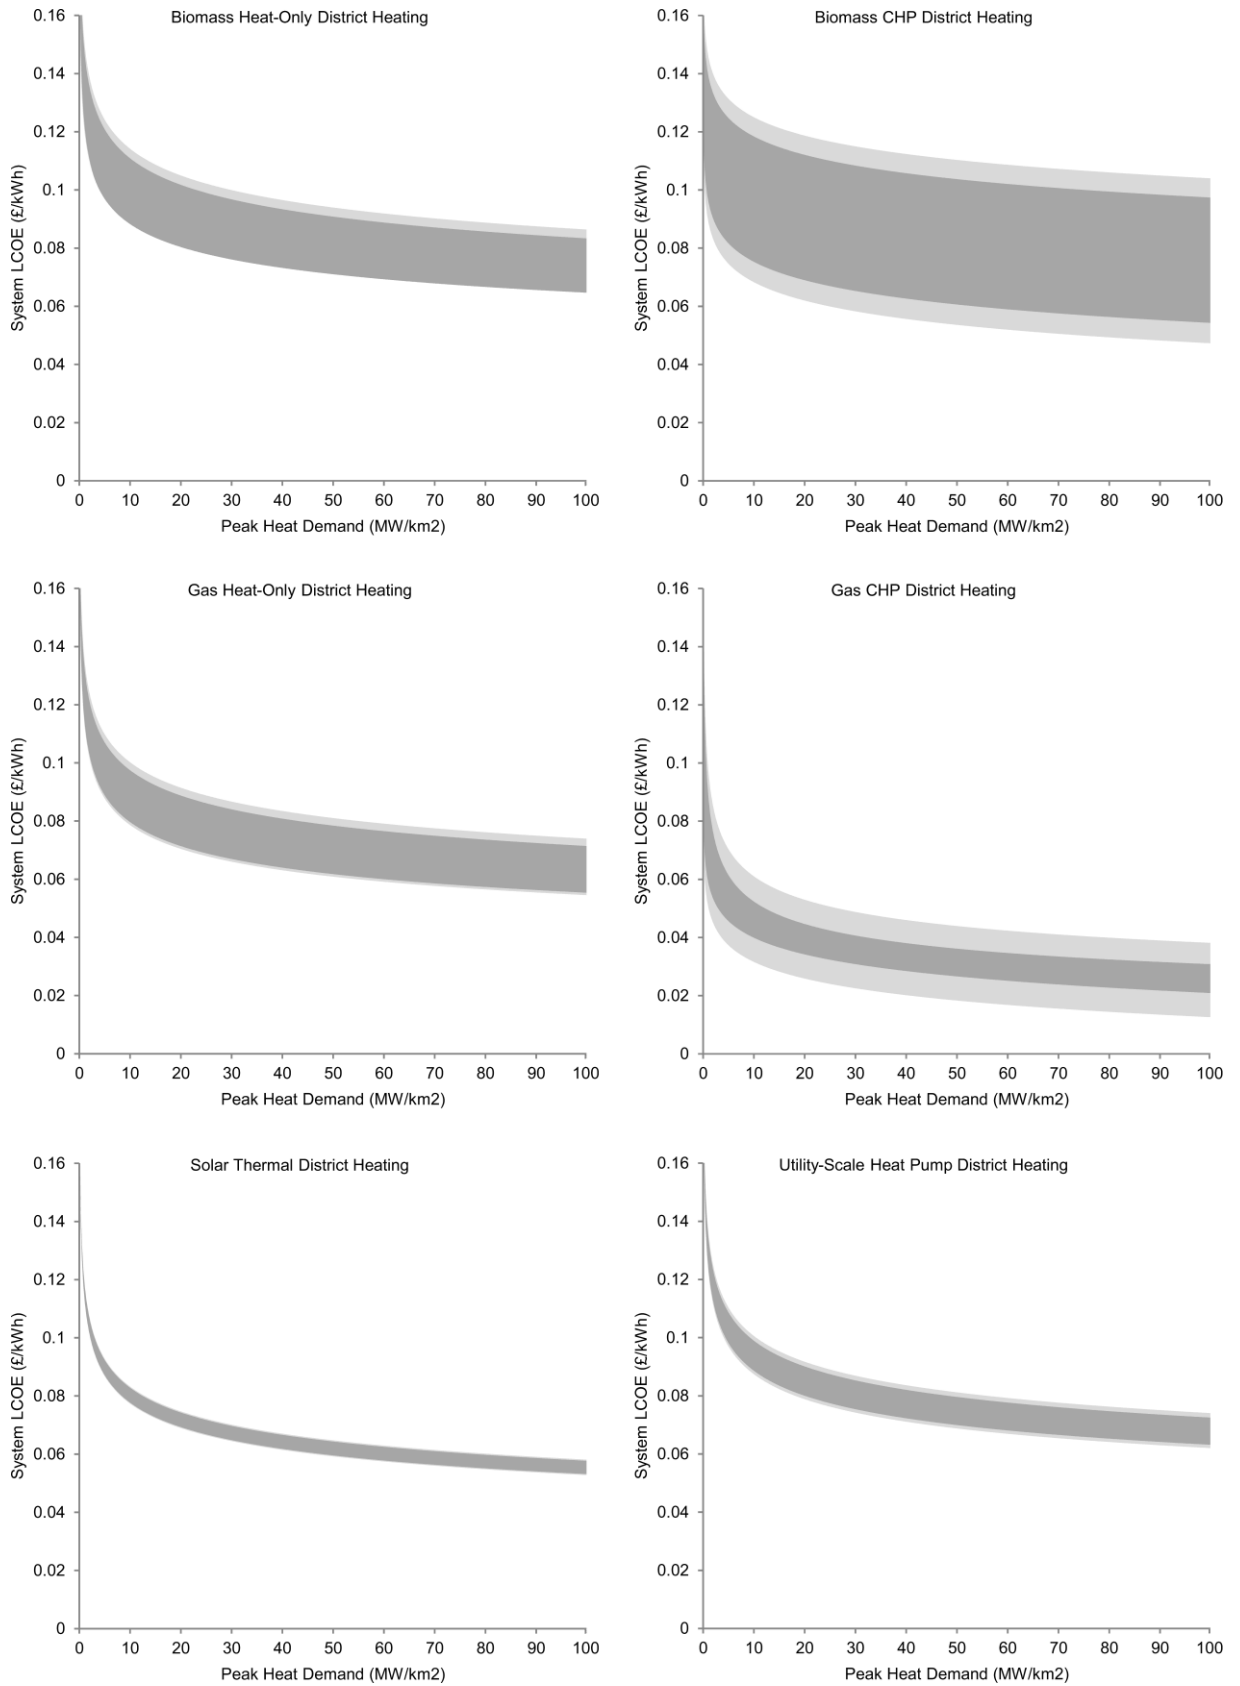 Biomass Heat-Only District Heating
0.16
0.14
0.12
0.1
0.08
0.06
0.04
0.02
0
System LCOE (£/kWh)
0 10 20 30 40 50 60 70 80 90 100
Peak Heat Demand (MW/km2)
Biomass CHP District Heating
0.16
0.14
0.12
0.1
0.08
0.06
0.04
0.02
0
System LCOE (£/kWh)
0 10 20 30 40 50 60 70 80 90 100
Peak Heat Demand (MW/km2)
Gas Heat-Only District Heating
0.16
0.14
0.12
0.1
0.08
0.06
0.04
0.02
0
System LCOE (£/kWh)
0 10 20 30 40 50 60 70 80 90 100
Peak Heat Demand (MW/km2)
Gas CHP District Heating
0.16
0.14
0.12
0.1
0.08
0.06
0.04
0.02
0
System LCOE (£/kWh)
0 10 20 30 40 50 60 70 80 90 100
Peak Heat Demand (MW/km2)
Solar Thermal District Heating
0.16
0.14
0.12
0.1
0.08
0.06
0.04
0.02
0
System LCOE (£/kWh)
0 10 20 30 40 50 60 70 80 90 100
Peak Heat Demand (MW/km2)
Utility-Scale Heat Pump District Heating
0.16
0.14
0.12
0.1
0.08
0.06
0.04
0.02
0
System LCOE (£/kWh)
0 10 20 30 40 50 60 70 80 90 100
Peak Heat Demand (MW/km2)